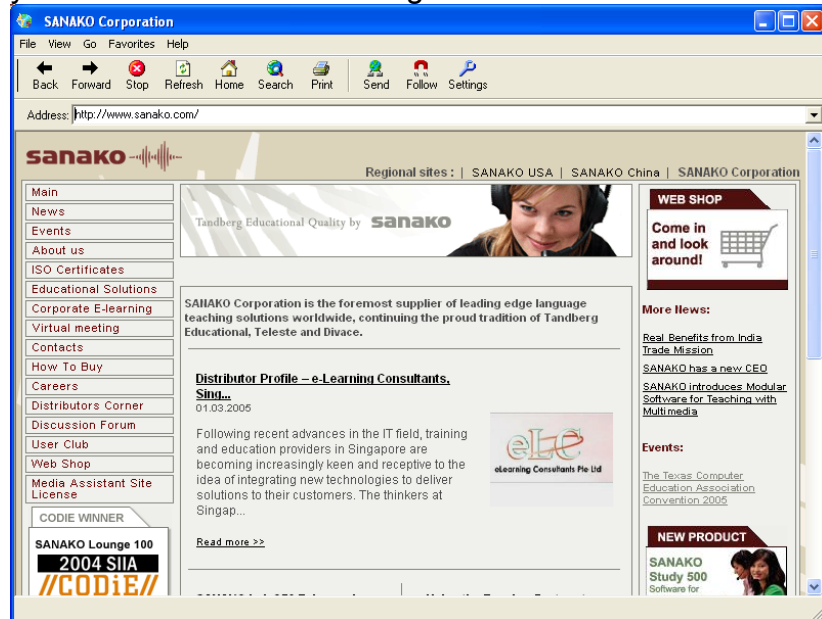 SANAKO Corporation
File View Go Favorites Help
Back Forward Stop Refresh Home Search Print Send Follow Settings
Address: http://www.sanako.com/
sanako
Regional sites : | SANAKO USA | SANAKO China | SANAKO Corporation
Main
News
Events
About us
ISO Certificates
Educational Solutions
Corporate E-learning
Virtual meeting
Contacts
How To Buy
Careers
Distributors Corner
Discussion Forum
User Club
Web Shop
Media Assistant Site
License
CODIE WINNER
SANAKO Lounge 100
2004 SIIA
//CODiE//
Tandberg Educational Quality by sanako
SANAKO Corporation is the foremost supplier of leading edge language
teaching solutions worldwide, continuing the proud tradition of Tandberg
Educational, Teleste and Divace.
Distributor Profile – e-Learning Consultants,
Sing...
01.03.2005
Following recent advances in the IT field, training
and education providers in Singapore are
becoming increasingly keen and receptive to the
idea of integrating new technologies to deliver
solutions to their customers. The thinkers at
Singap...
Read more >>
eLC
eLearning Consultants Pte Ltd
WEB SHOP
Come in
and look
around!
More News:
Real Benefits from India
Trade Mission
SANAKO has a new CEO
SANAKO introduces Modular
Software for Teaching with
Multimedia
Events:
The Texas Computer
Education Association
Convention 2005
NEW PRODUCT
SANAKO
Study 500
Software for